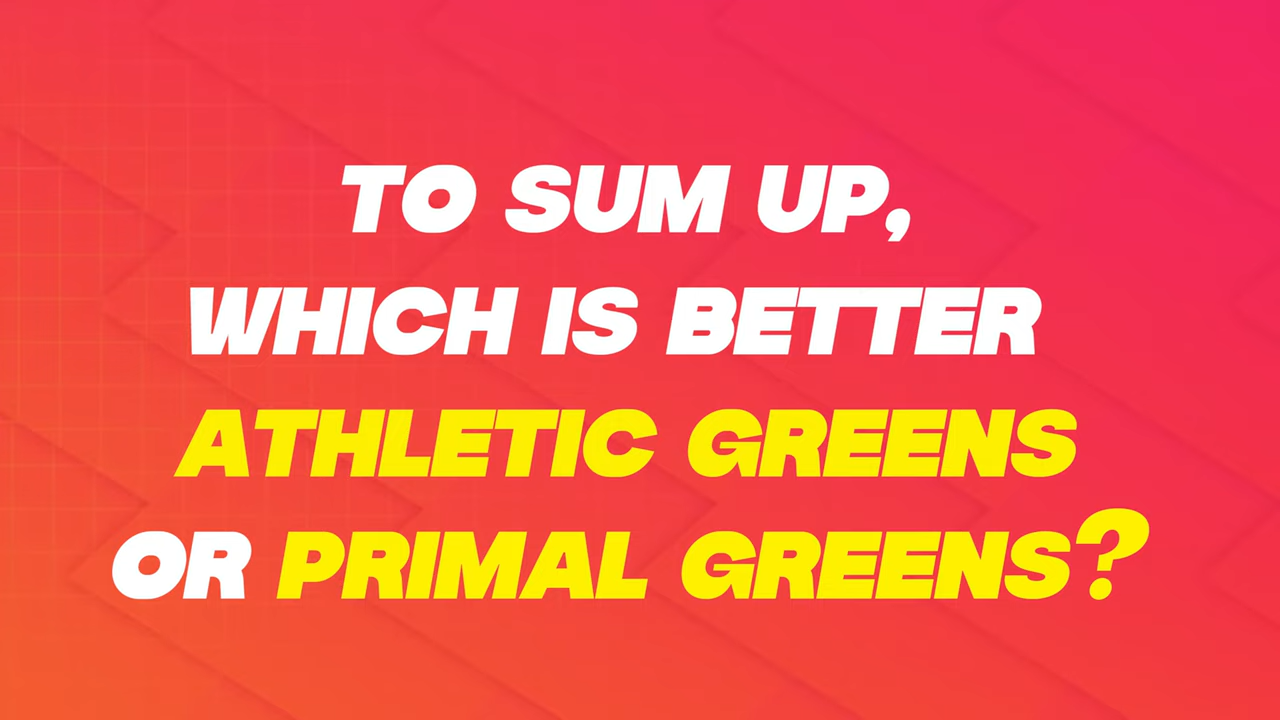 TO SUM UP,
WHICH IS BETTER
ATHLETIC GREENS
OR PRIMAL GREENS?